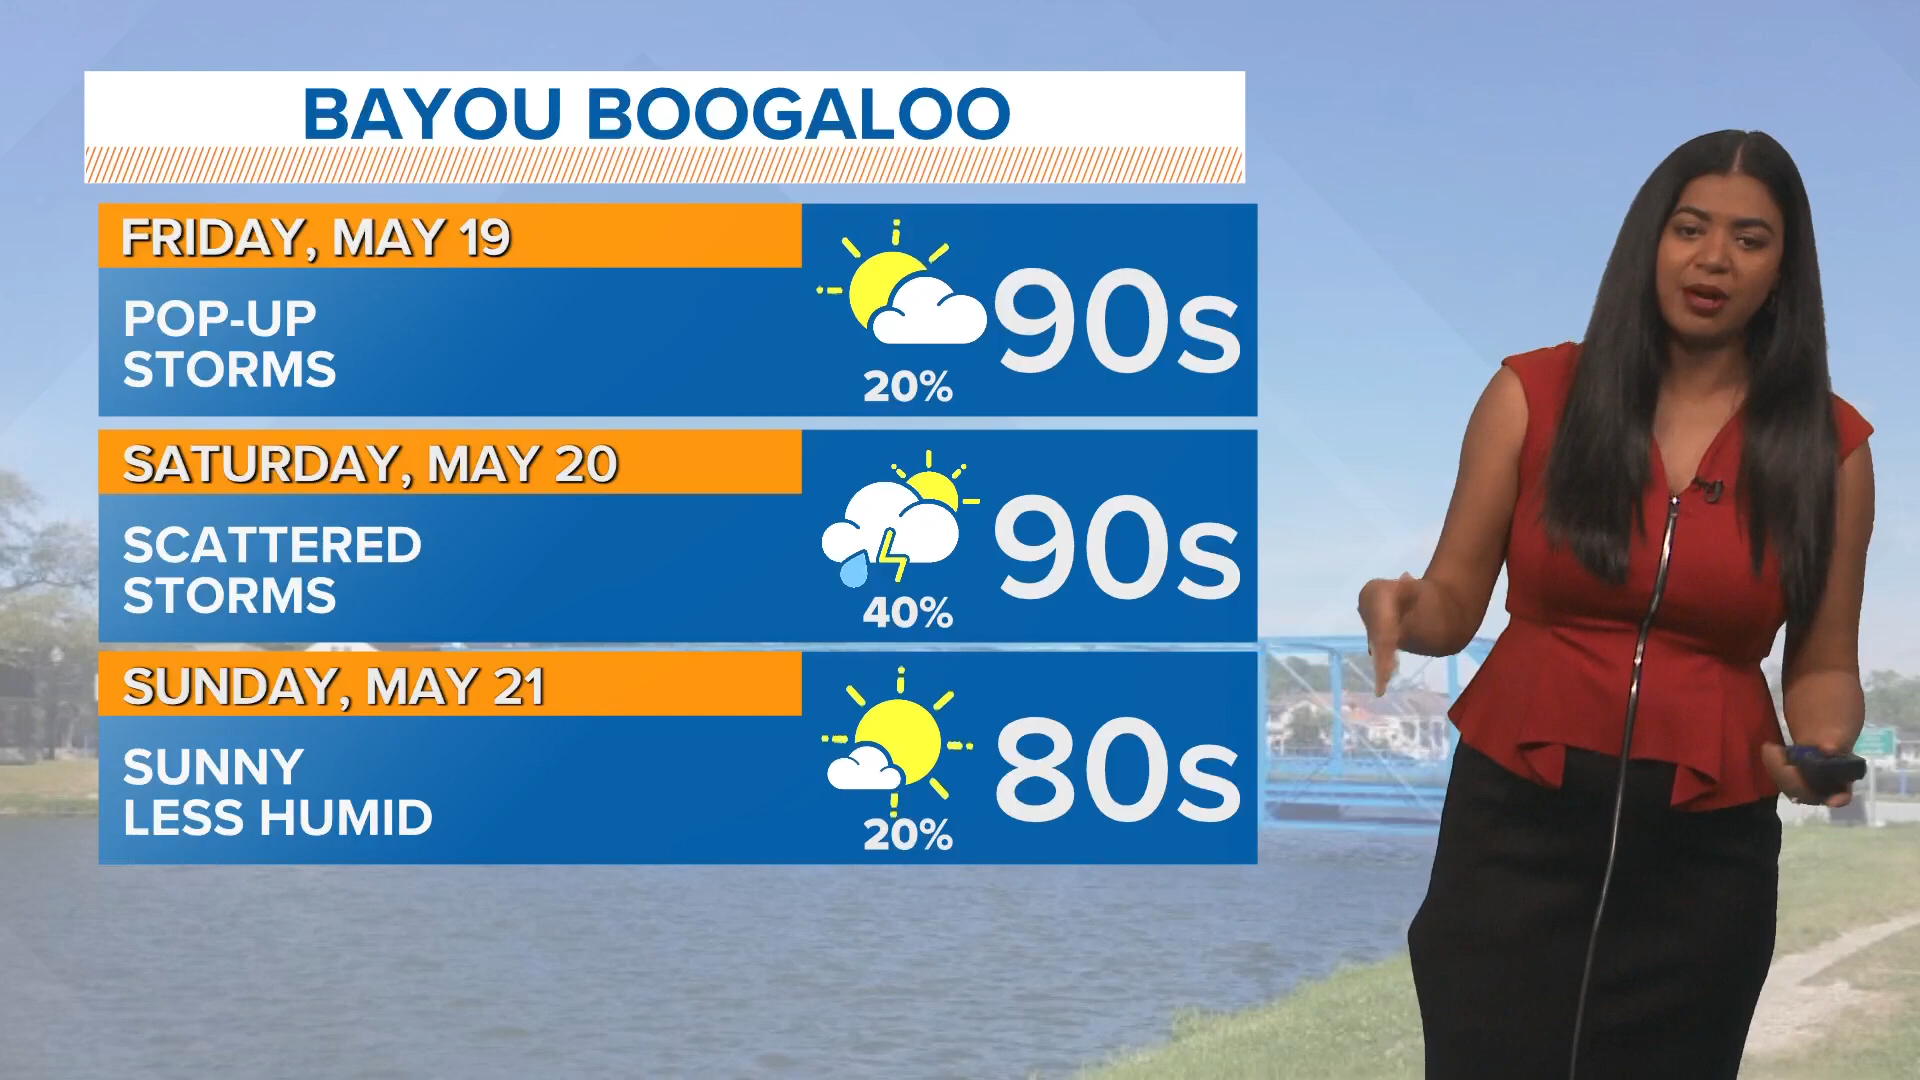 BAYOU BOOGALOO
FRIDAY, MAY 19
POP-UP
STORMS
20%
90s
SATURDAY, MAY 20
SCATTERED
STORMS
40%
90s
SUNDAY, MAY 21
SUNNY
LESS HUMID
20%
80s